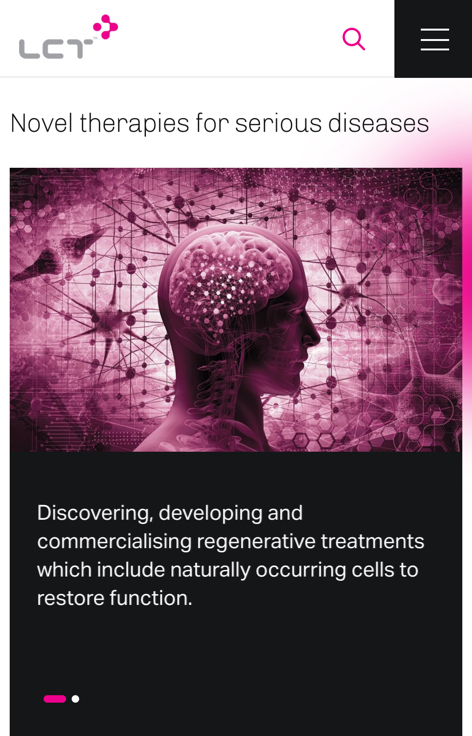 LCT
Novel therapies for serious diseases
Discovering, developing and
commercialising regenerative treatments
which include naturally occurring cells to
restore function.